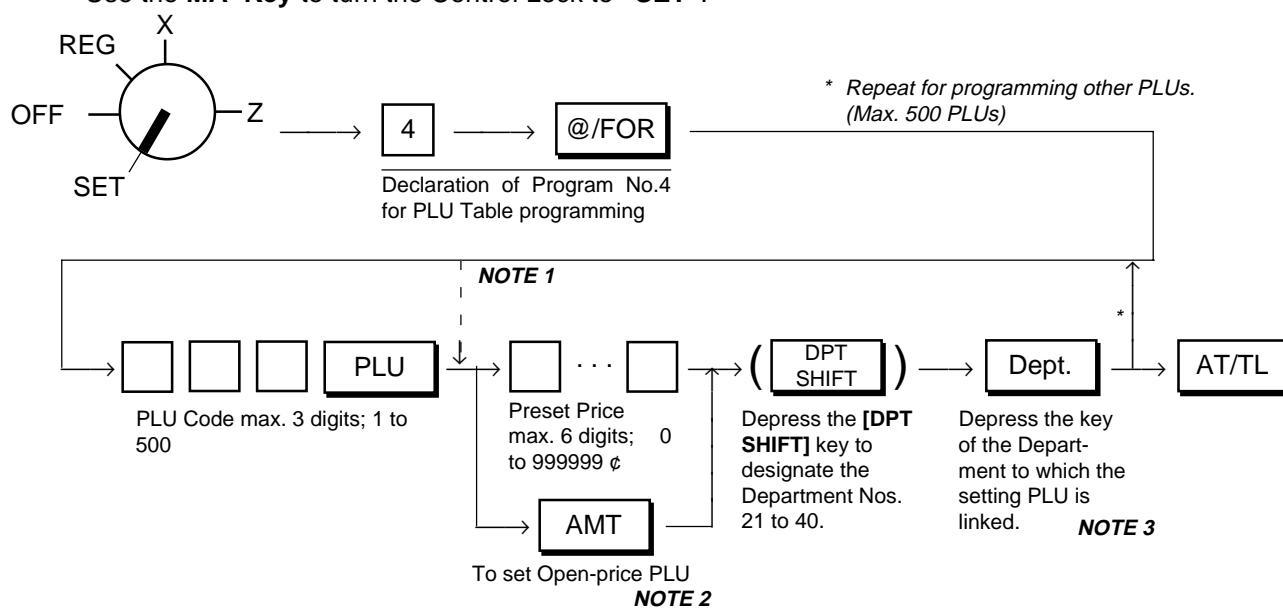 Use the MA Key to turn the Control Lock to "SET".
X
REG
OFF
Z
SET
4
@/FOR
* Repeat for programming other PLUs.
(Max. 500 PLUs)
Declaration of Program No.4
for PLU Table programming
NOTE 1
*
PLU
. . .
( DPT
SHIFT )
Dept.
AT/TL
PLU Code max. 3 digits; 1 to
500
Preset Price
max. 6 digits; 0
to 999999 ¢
Depress the [DPT
SHIFT] key to
designate the
Department Nos.
21 to 40.
Depress the key
of the Depart-
ment to which the
setting PLU is
linked. NOTE 3
AMT
To set Open-price PLU
NOTE 2